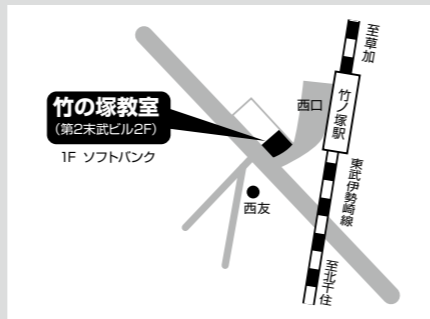 至草加
竹ノ塚駅
西口
竹の塚教室
(第2末武ビル2F)
1F ソフトバンク
西友
東武伊勢崎線
至北千住